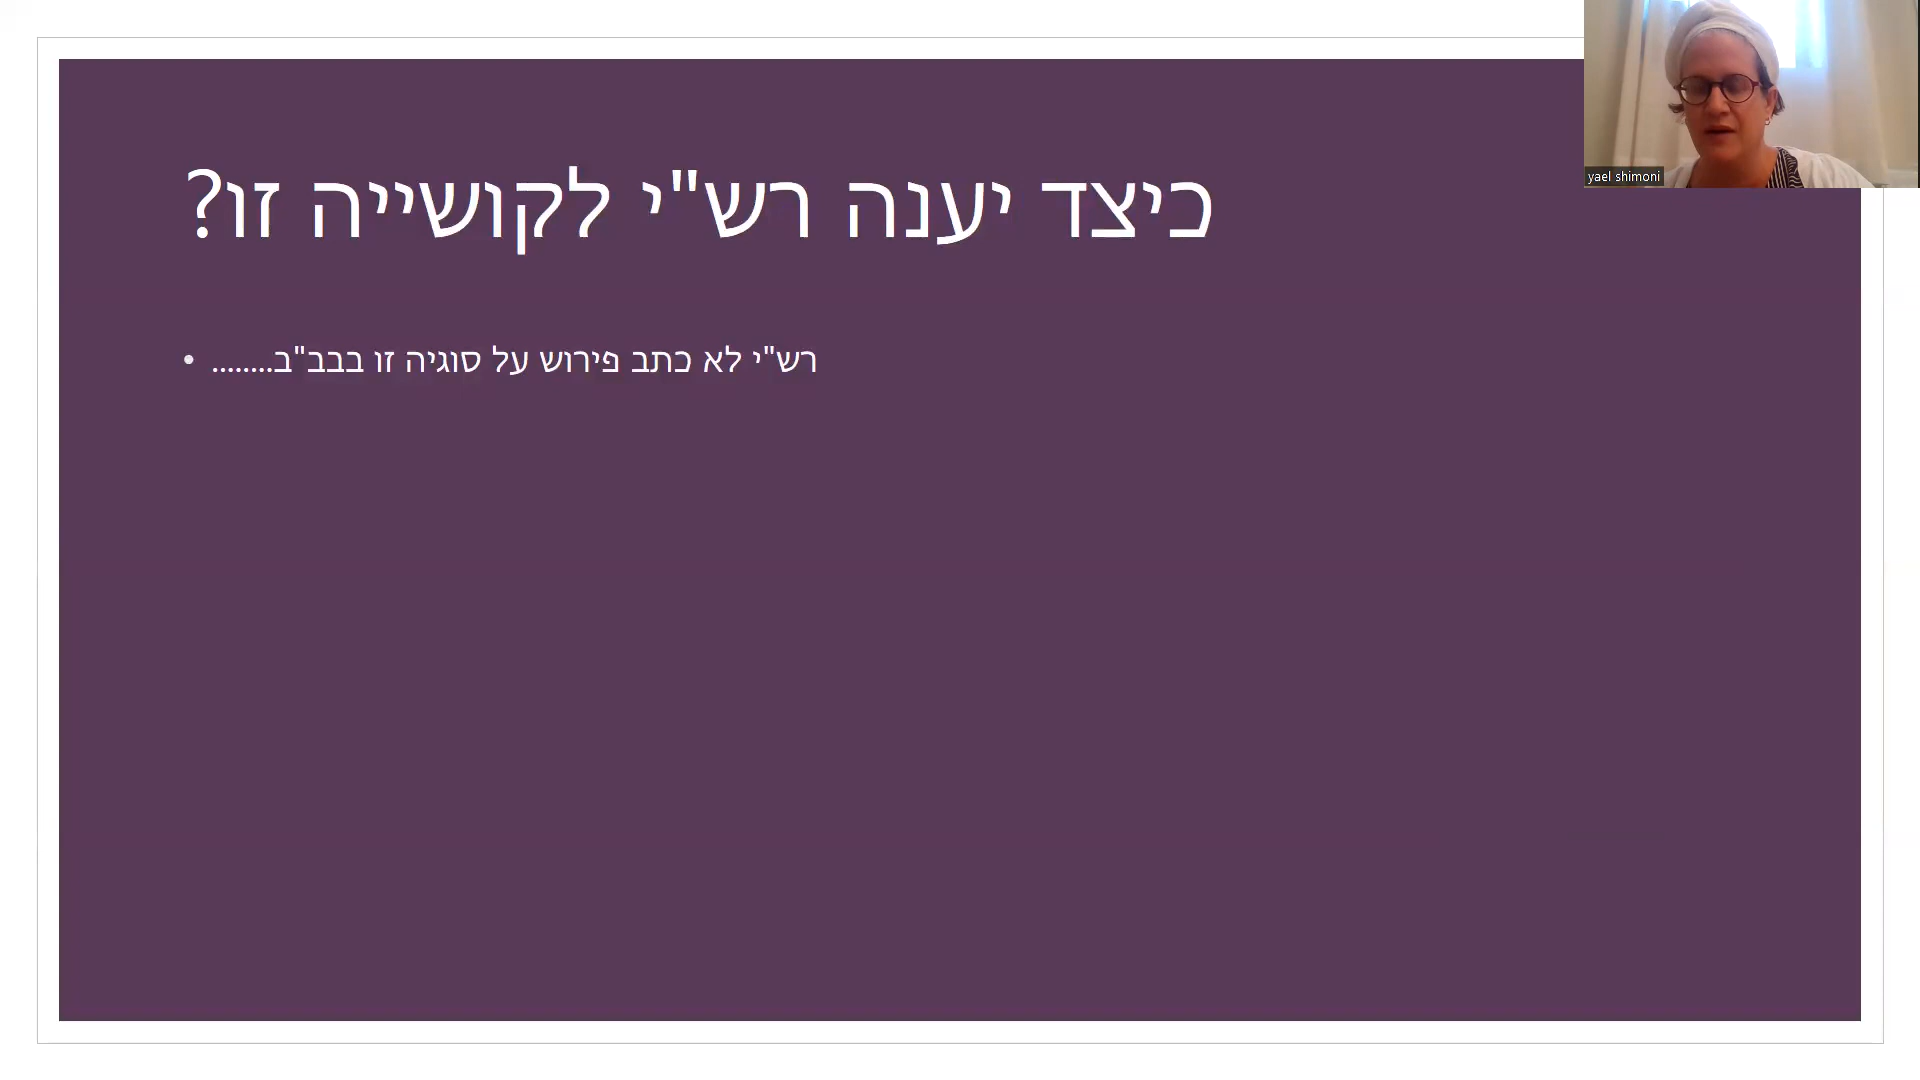 כיצד יענה רש"י לקושייה זו?
• רש"י לא כתב פירוש על סוגיה זו בבב"ב........
yael shimoni